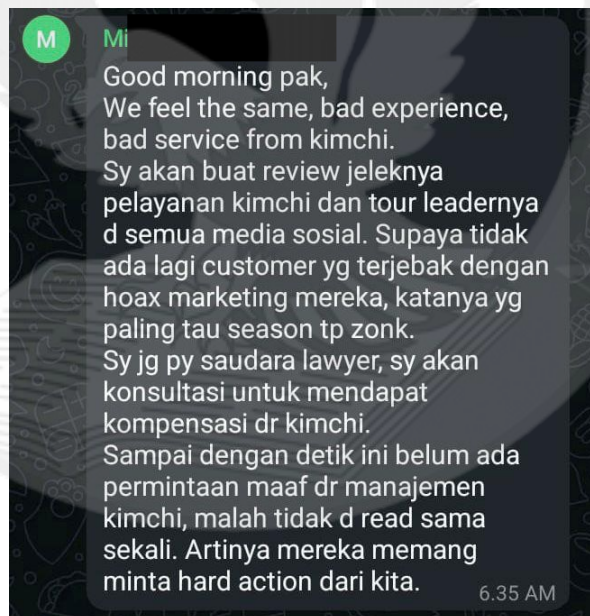 M
Mi
Good morning pak,
We feel the same, bad experience,
bad service from kimchi.
Sy akan buat review jeleknya
pelayanan kimchi dan tour leadernya
d semua media sosial. Supaya tidak
ada lagi customer yg terjebak dengan
hoax marketing mereka, katanya yg
paling tau season tp zonk.
Sy jg py saudara lawyer, sy akan
konsultasi untuk mendapat
kompensasi dr kimchi.
Sampai dengan detik ini belum ada
permintaan maaf dr manajemen
kimchi, malah tidak d read sama
sekali. Artinya mereka memang
minta hard action dari kita.
6.35 AM